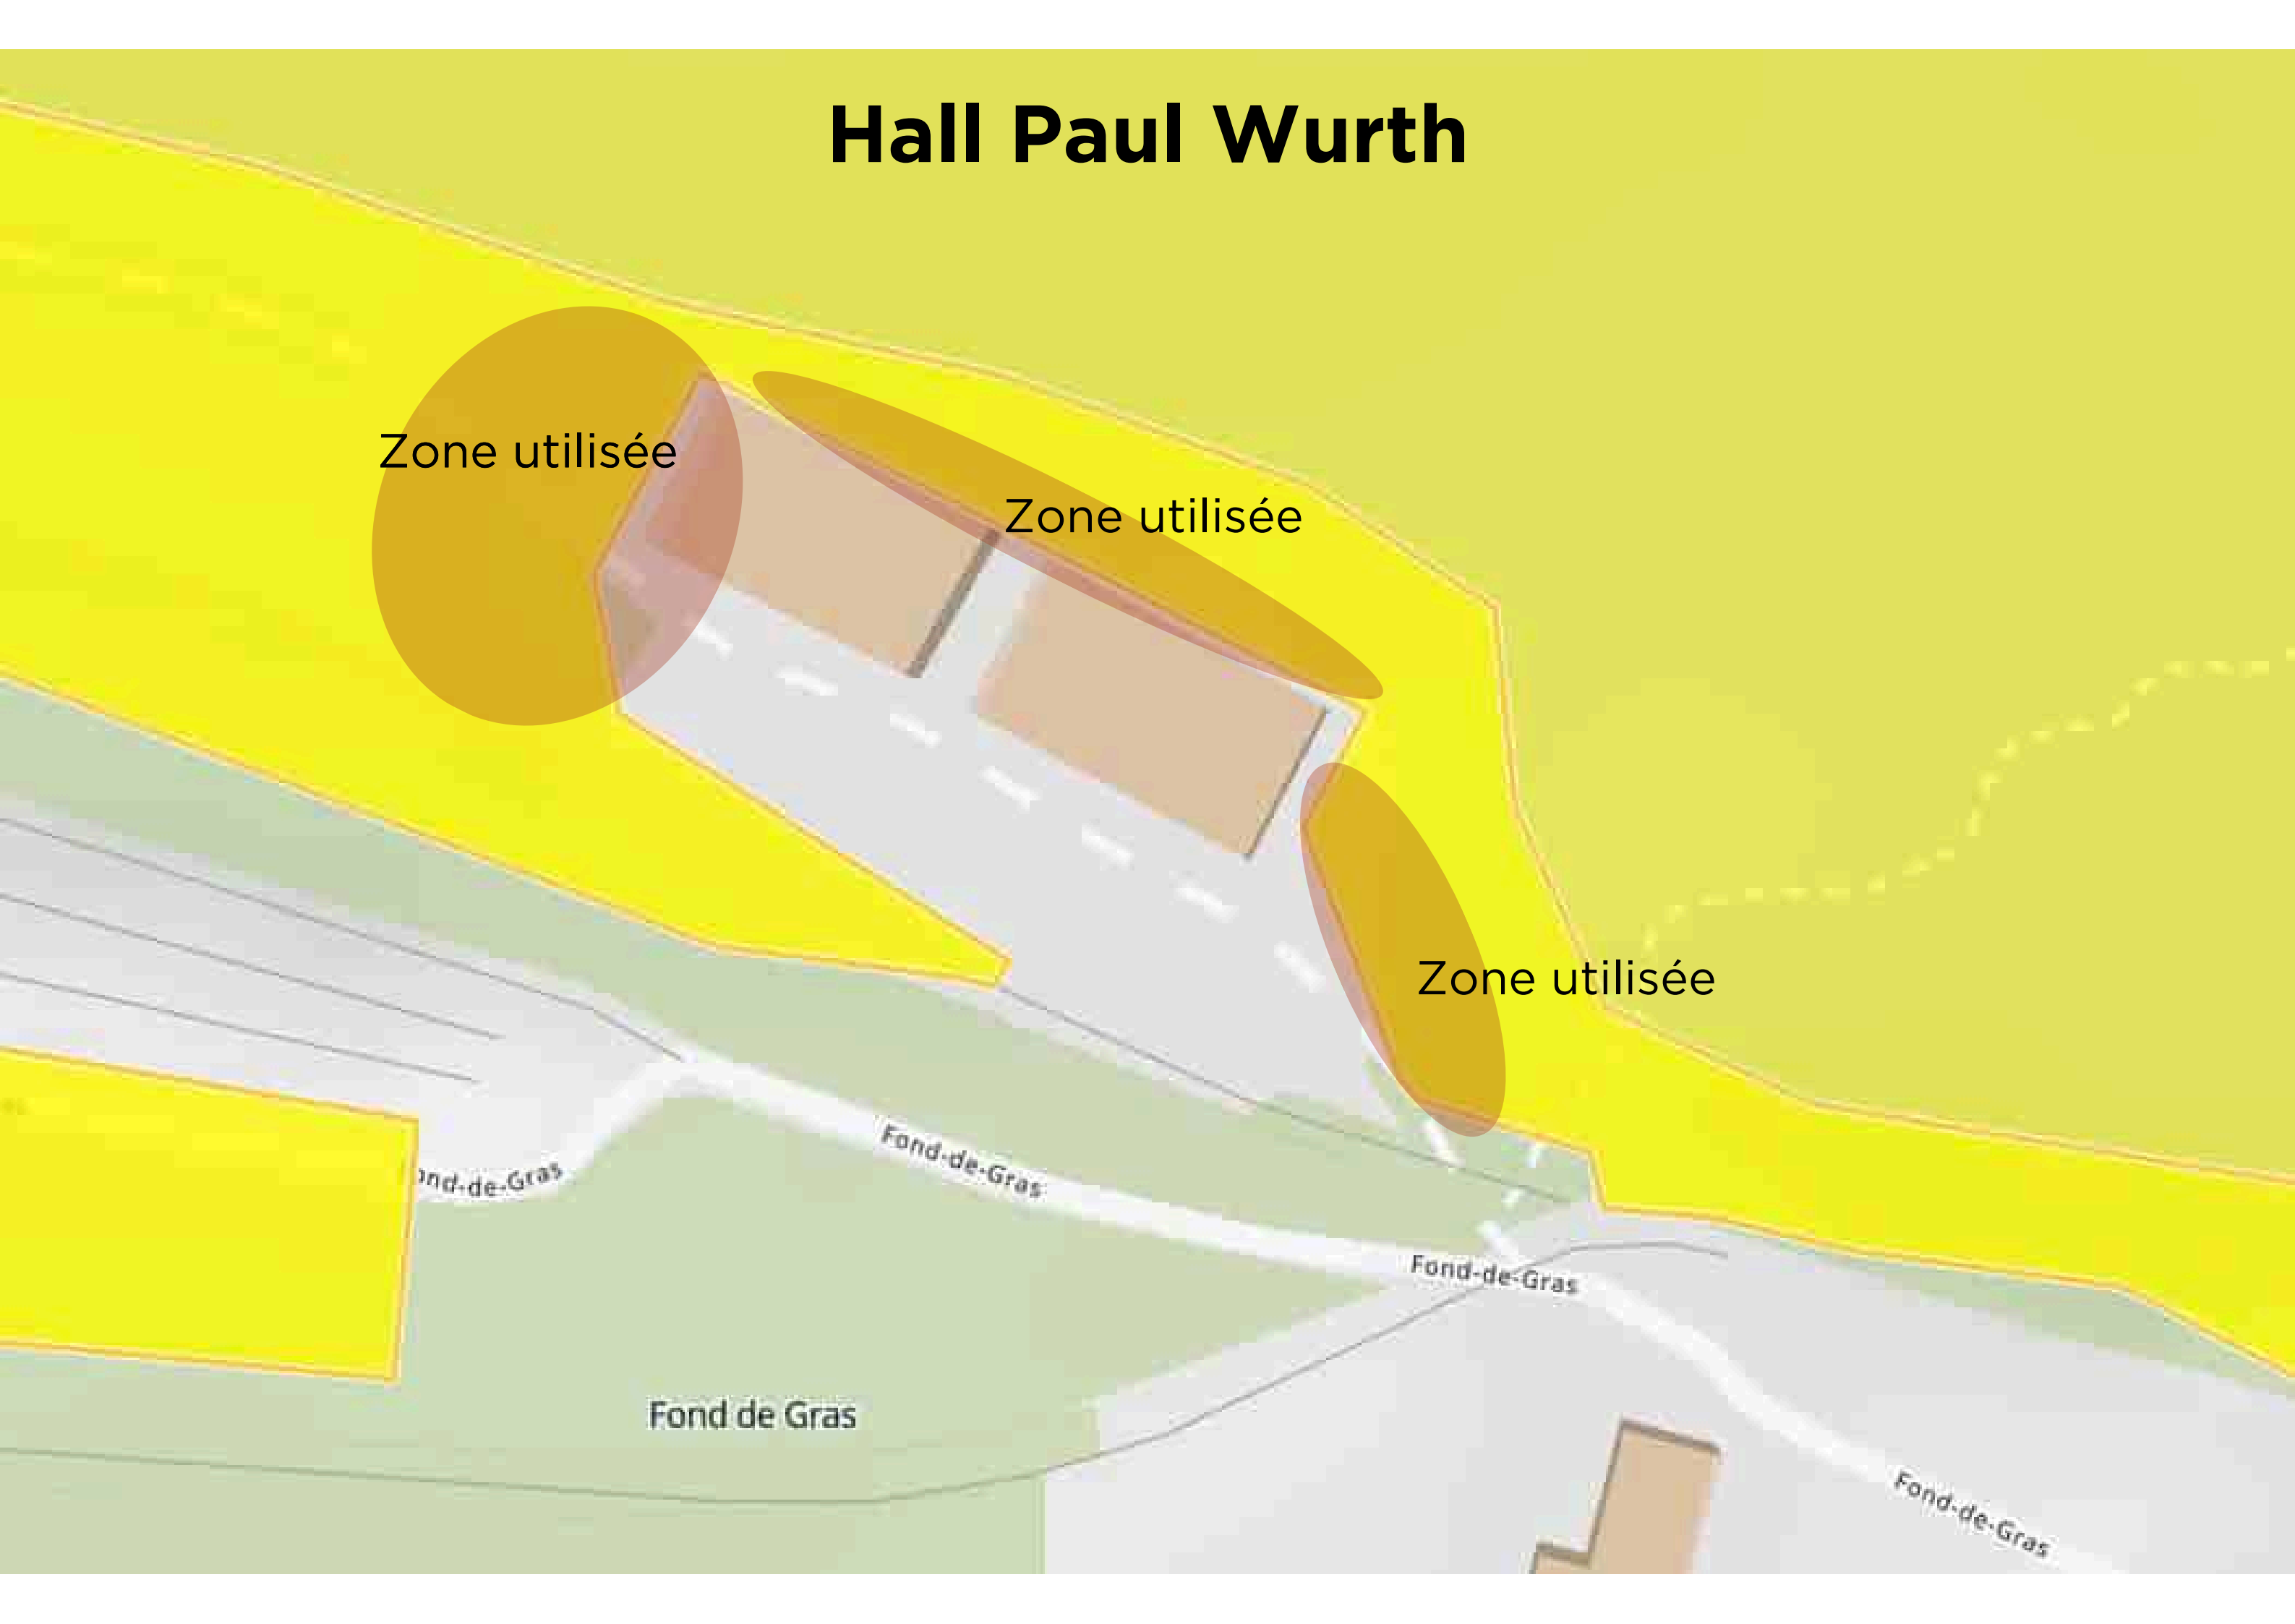 Hall Paul Wurth
Zone utilisée
Zone utilisée
Zone utilisée
Fond-de-Gras
ond-de-Gras
Fond-de-Gras
Fond de Gras
Fond-de-Gras